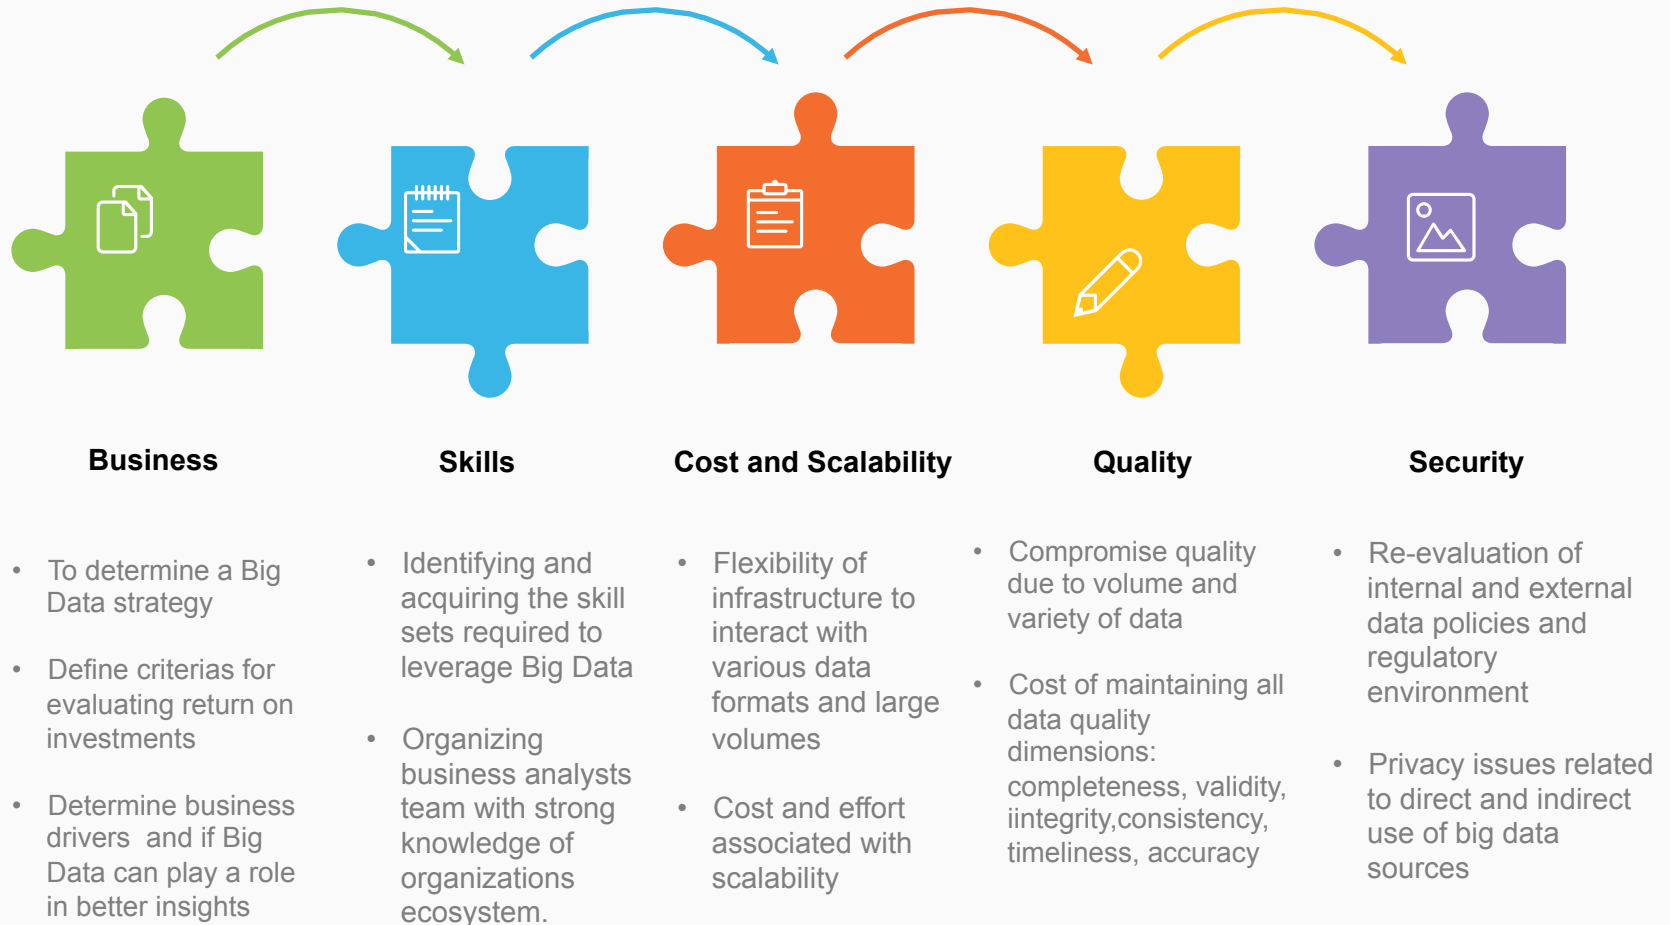 Business
Skills
Cost and Scalability
Quality
Security
• To determine a Big
Data strategy
• Define criterias for
evaluating return on
investments
• Determine business
drivers  and if Big
Data can play a role
in better insights
• Identifying and
acquiring the skill
sets required to
leverage Big Data
• Organizing
business analysts
team with strong
knowledge of
organizations
ecosystem.
• Flexibility of
infrastructure to
interact with
various data
formats and large
volumes
• Cost and effort
associated with
scalability
• Compromise quality
due to volume and
variety of data
• Cost of maintaining all
data quality
dimensions:
completeness, validity,
iintegrity,consistency,
timeliness, accuracy
• Re-evaluation of
internal and external
data policies and
regulatory
environment
• Privacy issues related
to direct and indirect
use of big data
sources